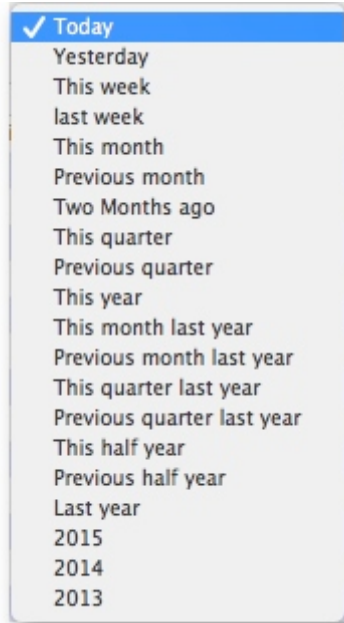 Today
Yesterday
This week
last week
This month
Previous month
Two Months ago
This quarter
Previous quarter
This year
This month last year
Previous month last year
This quarter last year
Previous quarter last year
This half year
Previous half year
Last year
2015
2014
2013